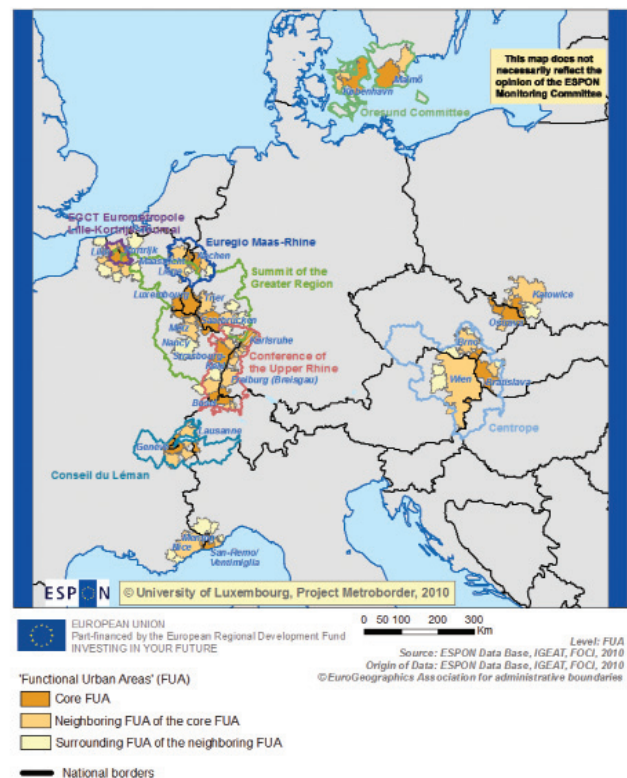 This map does not
necessarily reflect the
opinion of the ESPON
Monitoring Committee
Malmö
København
Oresund Committee
EGCT Eurometropole
Lille-Kortrijk-Tournai
Lille
Euregio Maas-Rhine
Aachen
Liège
Summit of the
Greater Region
Luxembourg
Trier
Saarbrücken
Metz
Nancy
Karlsruhe
Strasbourg
Conference of
the Upper Rhine
Freiburg (Breisgau)
Basel
Katowice
Ostrava
Brno
Wien
Bratislava
Centrope
Lausanne
Genève
Conseil du Léman
Monaco
Nice
San-Remo/
Ventimiglia
ESPON
© University of Luxembourg, Project Metroborder, 2010
EUROPEAN UNION
Part-financed by the European Regional Development Fund
INVESTING IN YOUR FUTURE
0 50 100 200 300
Km
Level: FUA
Source: ESPON Data Base, IGEAT, FOCI, 2010
Origin of Data: ESPON Data Base, IGEAT, FOCI, 2010
© EuroGeographics Association for administrative boundaries
'Functional Urban Areas' (FUA)
Core FUA
Neighboring FUA of the core FUA
Surrounding FUA of the neighboring FUA
National borders